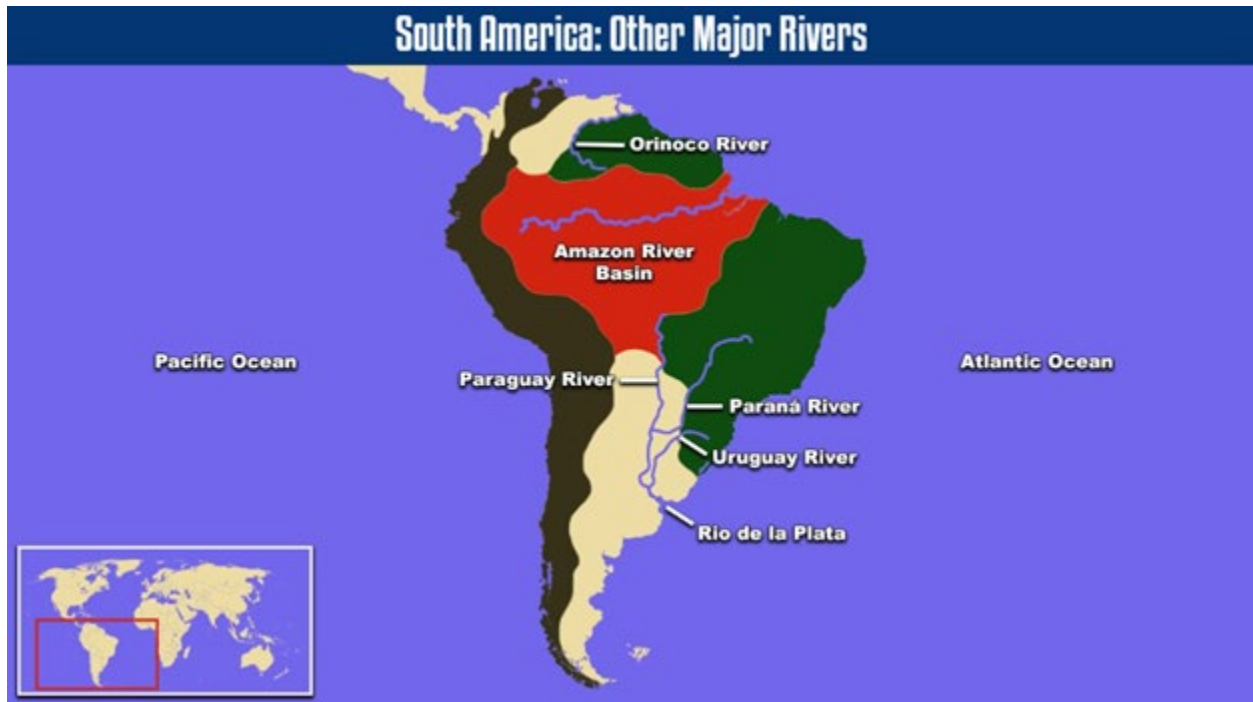 South America: Other Major Rivers
Orinoco River
Amazon River
Basin
Pacific Ocean
Atlantic Ocean
Paraguay River
Paraná River
Uruguay River
Rio de la Plata